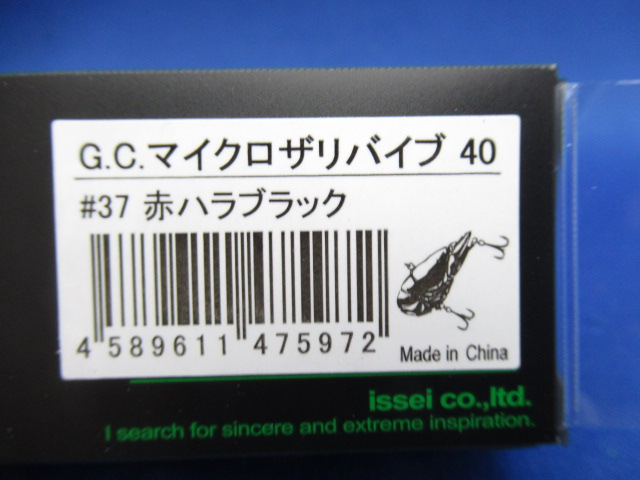 G.C.マイクロザリバイブ 40
#37 赤ハラブラック
4 589611 475972
Made in China
issei co.,ltd.
I search for sincere and extreme inspiration.